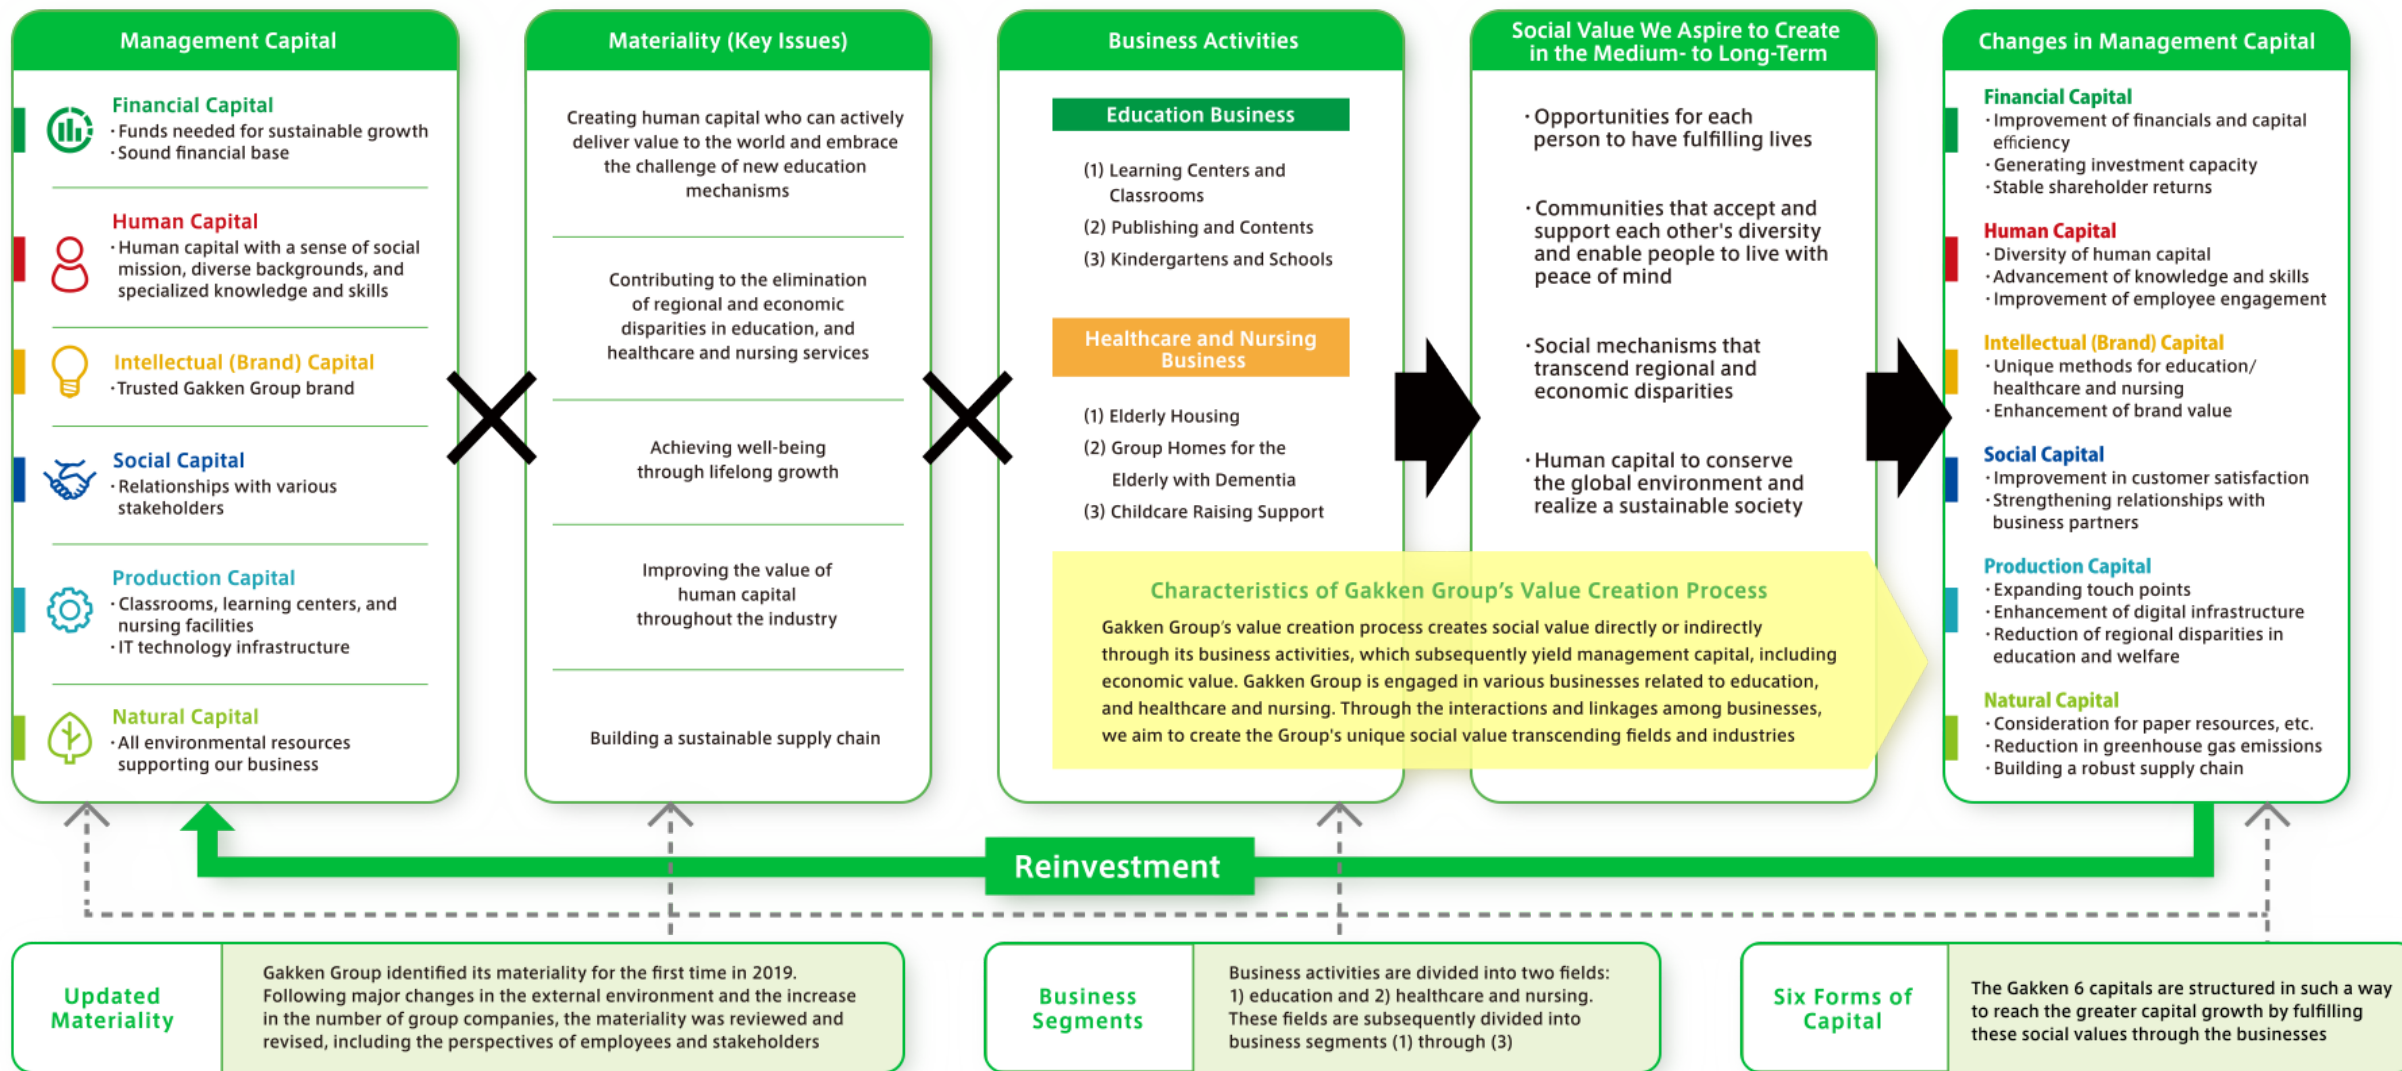 Management Capital
Financial Capital
・Funds needed for sustainable growth
・Sound financial base
Human Capital
・Human capital with a sense of social
mission, diverse backgrounds, and
specialized knowledge and skills
Intellectual (Brand) Capital
・Trusted Gakken Group brand
Social Capital
・Relationships with various
stakeholders
Production Capital
・Classrooms, learning centers, and
nursing facilities
・IT technology infrastructure
Natural Capital
・All environmental resources
supporting our business
Materiality (Key Issues)
Creating human capital who can actively
deliver value to the world and embrace
the challenge of new education
mechanisms
Contributing to the elimination
of regional and economic
disparities in education, and
healthcare and nursing services
Achieving well-being
through lifelong growth
Improving the value of
human capital
throughout the industry
Building a sustainable supply chain
Business Activities
Education Business
(1) Learning Centers and
Classrooms
(2) Publishing and Contents
(3) Kindergartens and Schools
Healthcare and Nursing
Business
(1) Elderly Housing
(2) Group Homes for the
Elderly with Dementia
(3) Childcare Raising Support
Social Value We Aspire to Create
in the Medium- to Long-Term
・Opportunities for each
person to have fulfilling lives
・Communities that accept and
support each other's diversity
and enable people to live with
peace of mind
・Social mechanisms that
transcend regional and
economic disparities
・Human capital to conserve
the global environment and
realize a sustainable society
Characteristics of Gakken Group’s Value Creation Process
Gakken Group’s value creation process creates social value directly or indirectly
through its business activities, which subsequently yield management capital, including
economic value. Gakken Group is engaged in various businesses related to education,
and healthcare and nursing. Through the interactions and linkages among businesses,
we aim to create the Group's unique social value transcending fields and industries
Changes in Management Capital
Financial Capital
・Improvement of financials and capital
efficiency
・Generating investment capacity
・Stable shareholder returns
Human Capital
・Diversity of human capital
・Advancement of knowledge and skills
・Improvement of employee engagement
Intellectual (Brand) Capital
・Unique methods for education/
healthcare and nursing
・Enhancement of brand value
Social Capital
・Improvement in customer satisfaction
・Strengthening relationships with
business partners
Production Capital
・Expanding touch points
・Enhancement of digital infrastructure
・Reduction of regional disparities in
education and welfare
Natural Capital
・Consideration for paper resources, etc.
・Reduction in greenhouse gas emissions
・Building a robust supply chain
Reinvestment
Updated
Materiality
Gakken Group identified its materiality for the first time in 2019.
Following major changes in the external environment and the increase
in the number of group companies, the materiality was reviewed and
revised, including the perspectives of employees and stakeholders
Business
Segments
Business activities are divided into two fields:
1) education and 2) healthcare and nursing.
These fields are subsequently divided into
business segments (1) through (3)
Six Forms of
Capital
The Gakken 6 capitals are structured in such a way
to reach the greater capital growth by fulfilling
these social values through the businesses